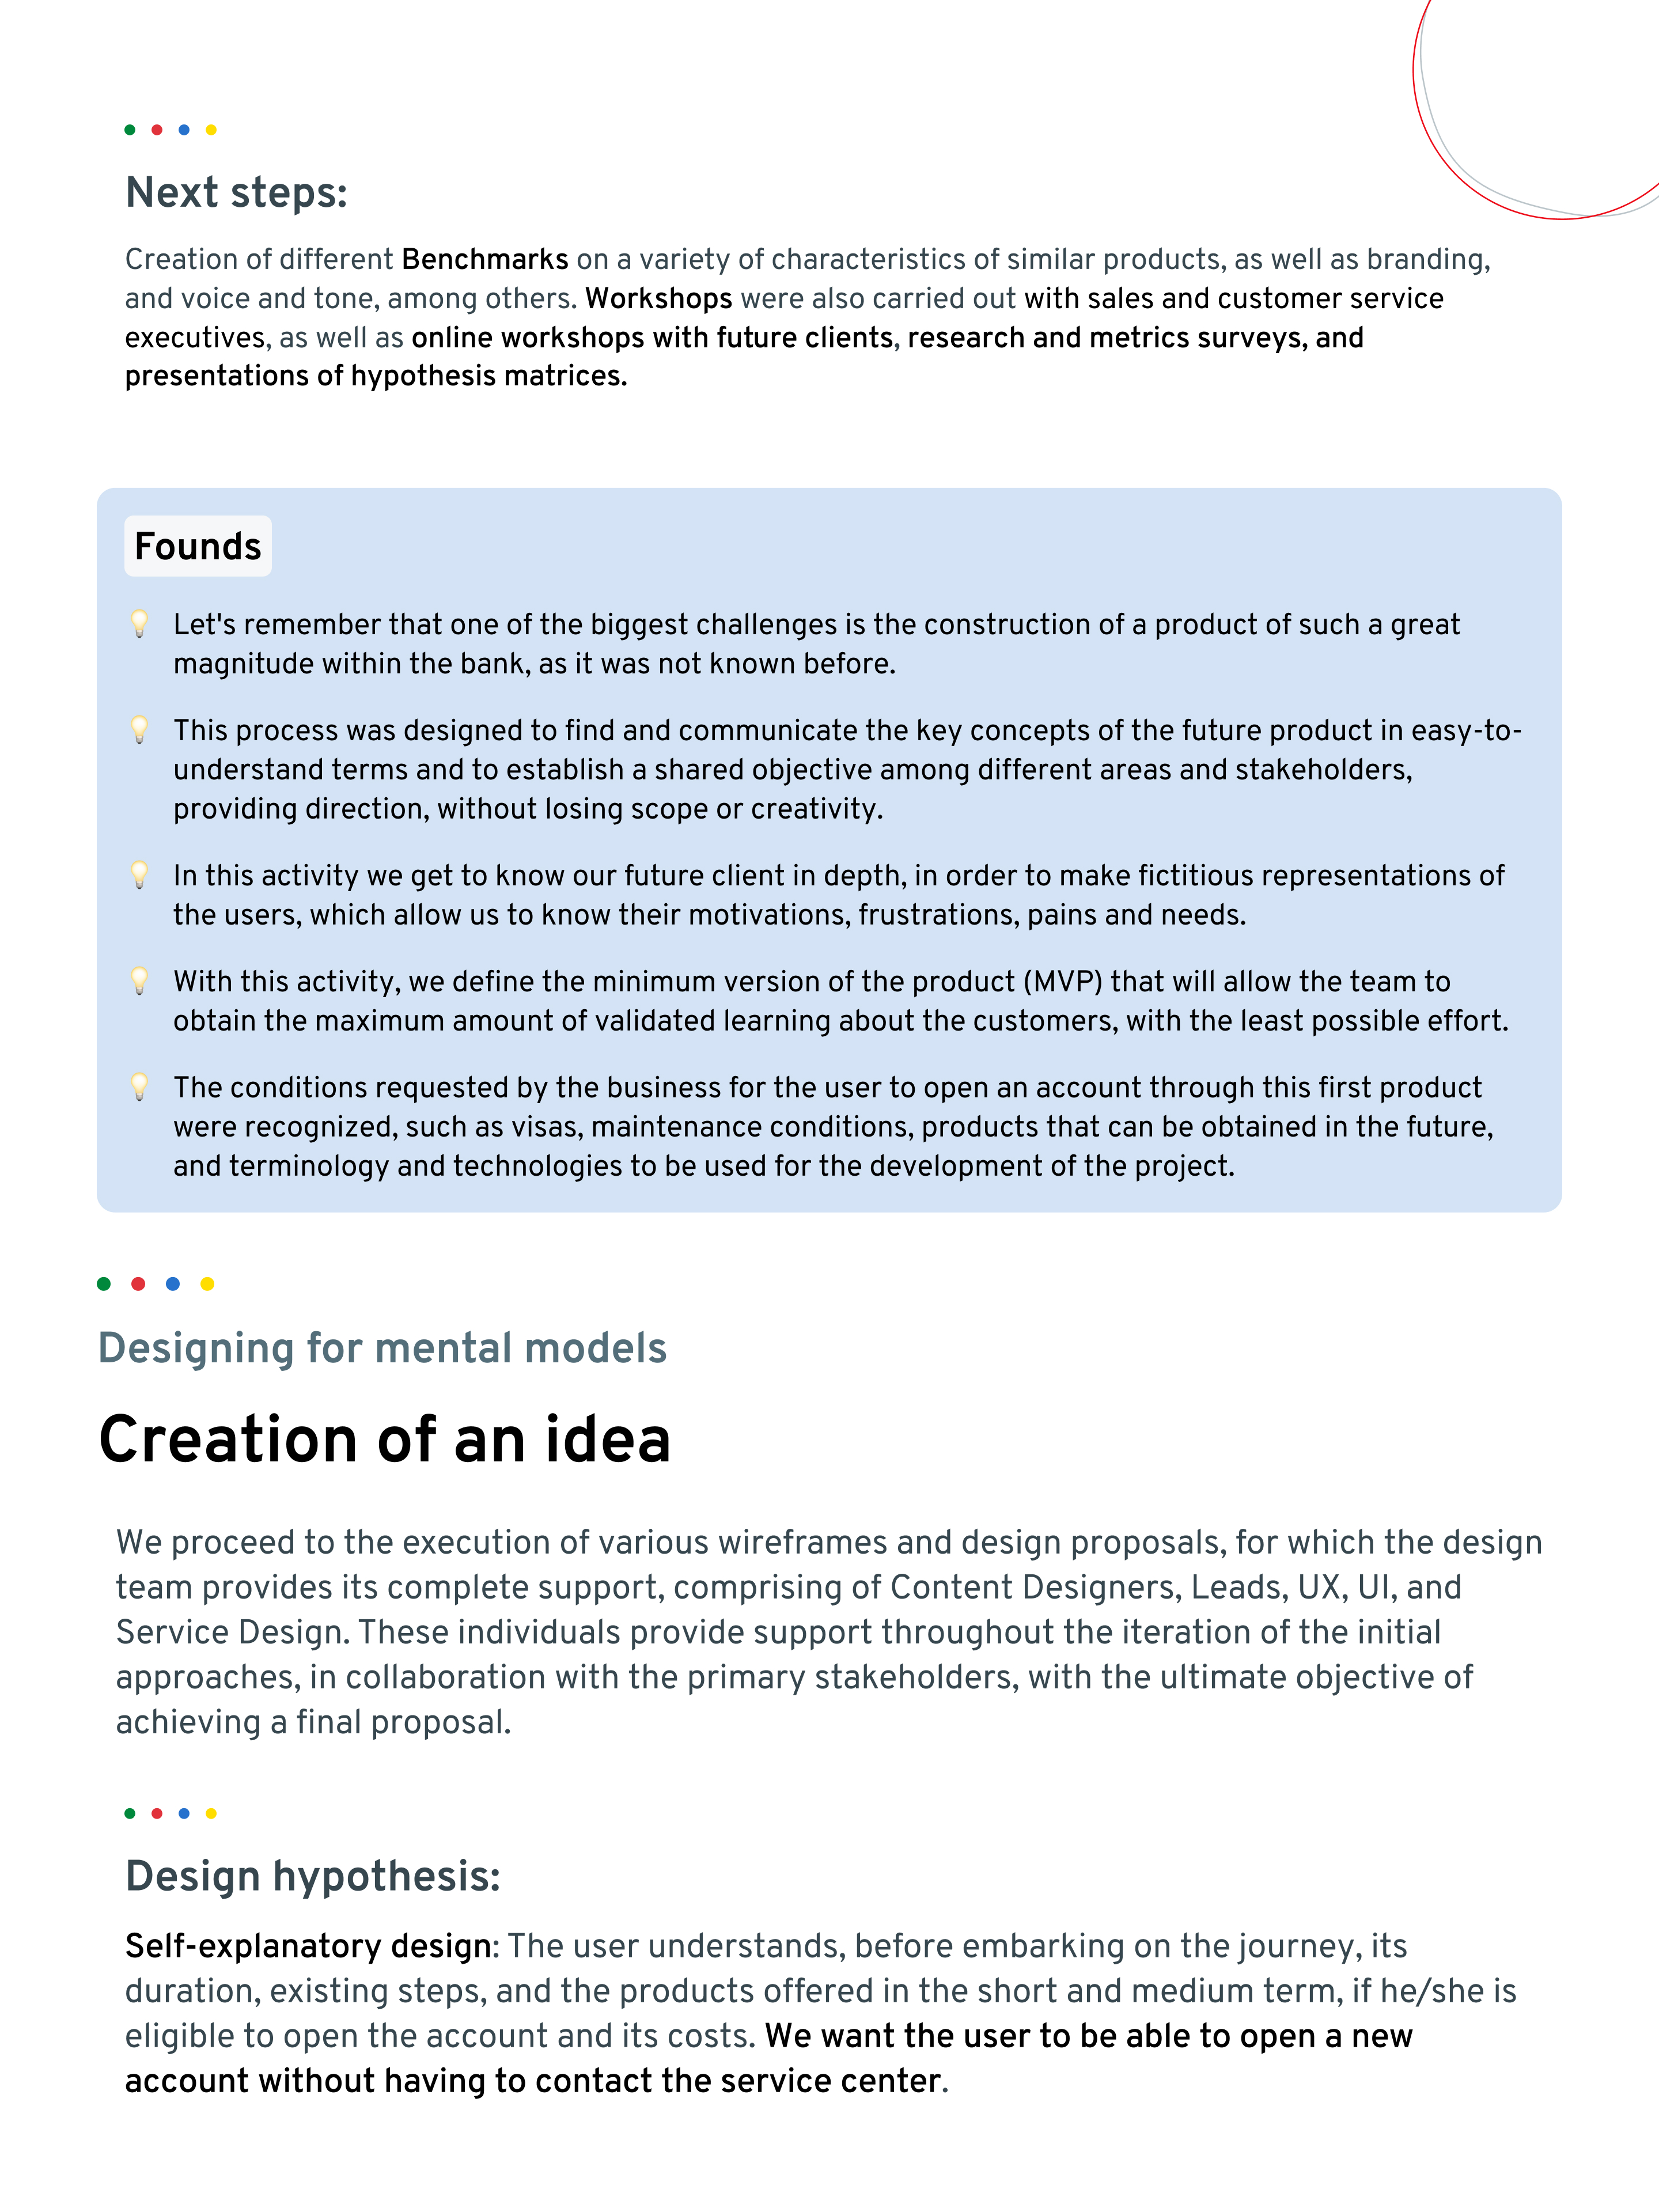 Next steps:
Creation of different Benchmarks on a variety of characteristics of similar products, as well as branding,
and voice and tone, among others. Workshops were also carried out with sales and customer service
executives, as well as online workshops with future clients, research and metrics surveys, and
presentations of hypothesis matrices.
Founds
Let's remember that one of the biggest challenges is the construction of a product of such a great
magnitude within the bank, as it was not known before.
This process was designed to find and communicate the key concepts of the future product in easy-to-
understand terms and to establish a shared objective among different areas and stakeholders,
providing direction, without losing scope or creativity.
In this activity we get to know our future client in depth, in order to make fictitious representations of
the users, which allow us to know their motivations, frustrations, pains and needs.
With this activity, we define the minimum version of the product (MVP) that will allow the team to
obtain the maximum amount of validated learning about the customers, with the least possible effort.
The conditions requested by the business for the user to open an account through this first product
were recognized, such as visas, maintenance conditions, products that can be obtained in the future,
and terminology and technologies to be used for the development of the project.
Designing for mental models
Creation of an idea
We proceed to the execution of various wireframes and design proposals, for which the design
team provides its complete support, comprising of Content Designers, Leads, UX, UI, and
Service Design. These individuals provide support throughout the iteration of the initial
approaches, in collaboration with the primary stakeholders, with the ultimate objective of
achieving a final proposal.
Design hypothesis:
Self-explanatory design: The user understands, before embarking on the journey, its
duration, existing steps, and the products offered in the short and medium term, if he/she is
eligible to open the account and its costs. We want the user to be able to open a new
account without having to contact the service center.